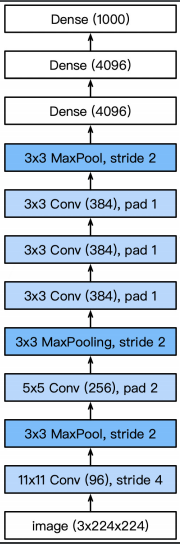 Dense (1000)
Dense (4096)
Dense (4096)
3x3 MaxPool, stride 2
3x3 Conv (384), pad 1
3x3 Conv (384), pad 1
3x3 Conv (384), pad 1
3x3 MaxPooling, stride 2
5x5 Conv (256), pad 2
3x3 MaxPool, stride 2
11x11 Conv (96), stride 4
image (3x224x224)